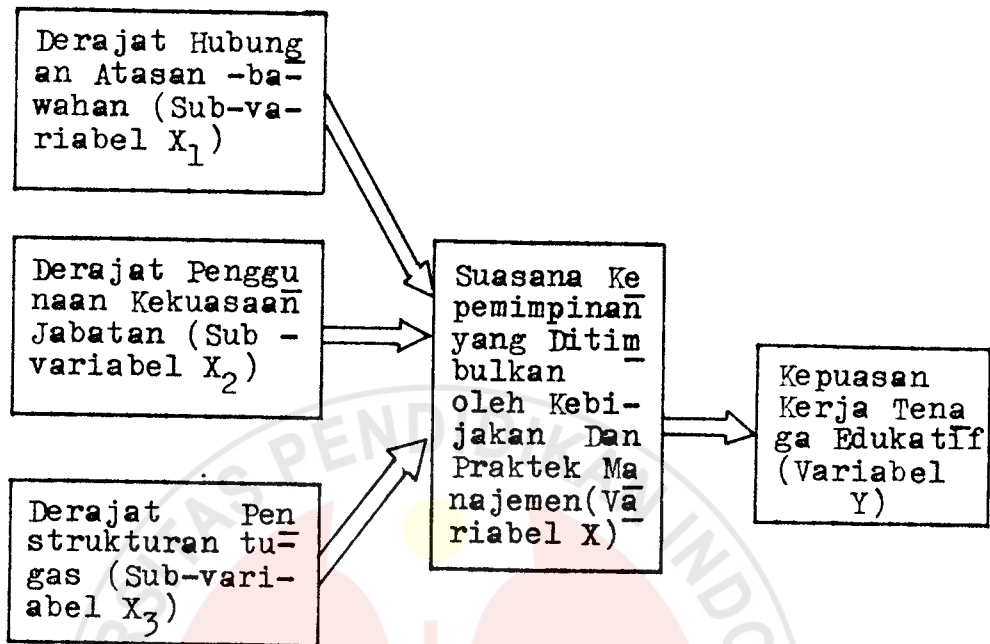 Derajat Hubung
an Atasan -ba-
wahan (Sub-va-
riabel X1)
Derajat Penggu
naan Kekuasaan
Jabatan (Sub -
variabel X2)
Derajat Pen
strukturan tu-
gas (Sub-vari-
abel X3)
Suasana Ke
pemimpinan
yang Ditim
bulkan
oleh Kebi-
jakan Dan
Praktek Ma
najemen(Va
riabel X)
Kepuasan
Kerja Tena
ga Edukatif
(Variabel
Y)